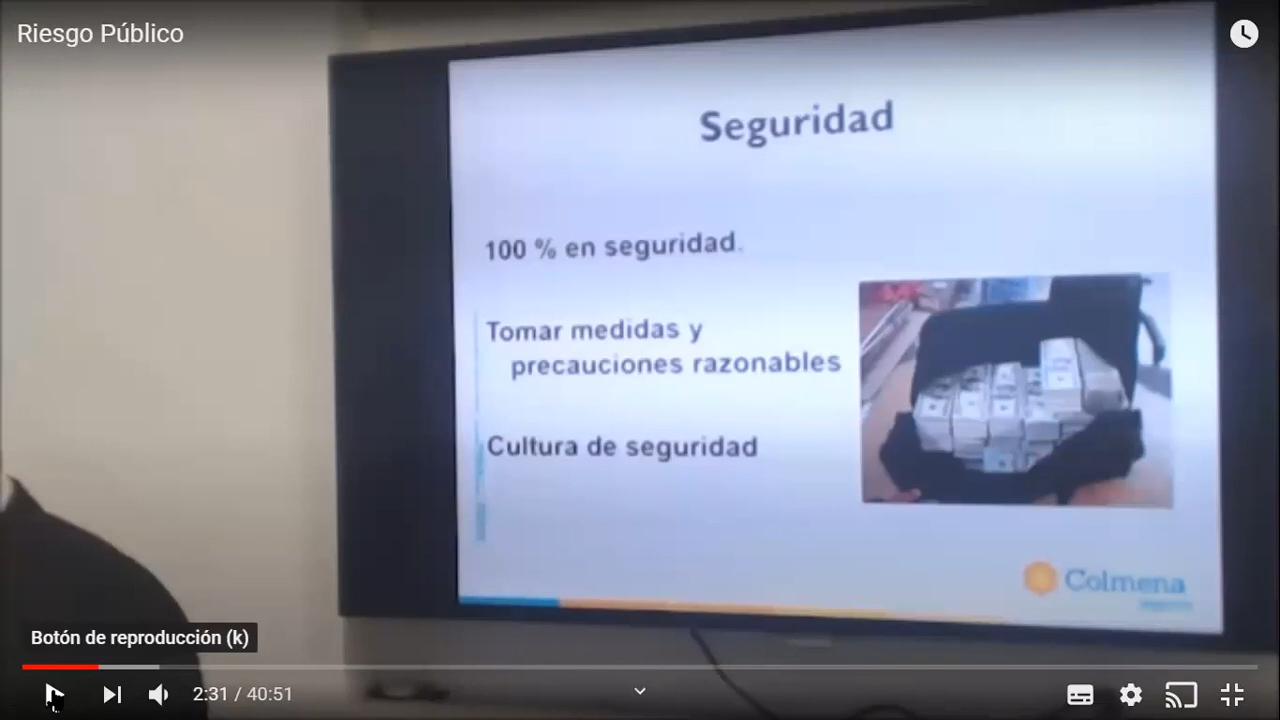 Riesgo Público
Seguridad
100 % en seguridad.
Tomar medidas y
precauciones razonables
Cultura de seguridad
Colmena
Botón de reproducción (k)
2:31 / 40:51